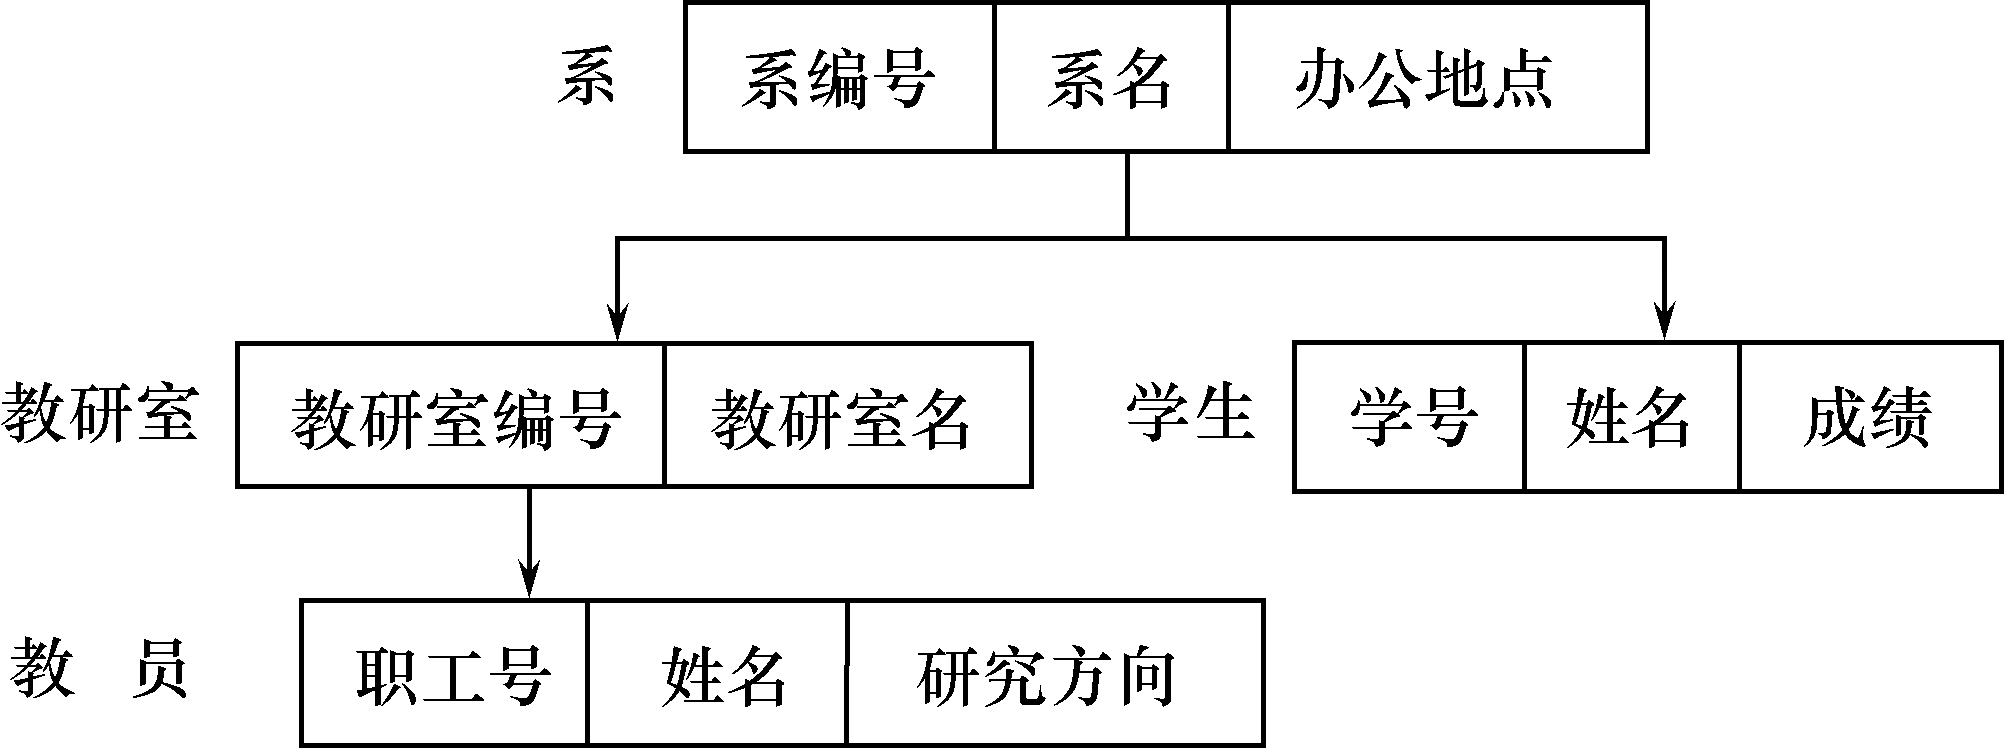 系 系编号 系名 办公地点
教研室 教研室编号 教研室名 学生 学号 姓名 成绩
教 员 职工号 姓名 研究方向